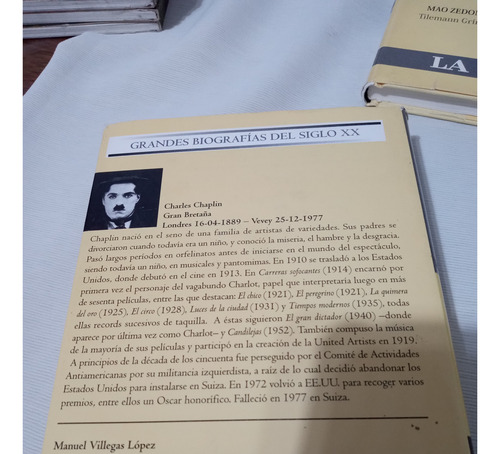 MAO ZEDON
Tilemann Gri
LA
GRANDES BIOGRAFÍAS DEL SIGLO XX
Charles Chaplin
Gran Bretaña
Londres 16-04-1889 – Vevey 25-12-1977
Chaplin nació en el seno de una familia de artistas de variedades. Sus padres se
divorciaron cuando todavía era un niño, y conoció la miseria, el hambre y la desgracia.
Pasó largos períodos en orfelinatos antes de iniciarse en el mundo del espectáculo,
siendo todavía un niño, en musicales y pantomimas. En 1910 se trasladó a los Estados
Unidos, donde debutó en el cine en 1913. En Carreras sofocantes (1914) encarnó por
primera vez el personaje del vagabundo Charlot, papel que interpretaría luego en más
de sesenta películas, entre las que destacan: El chico (1921), El peregrino (1921), La quimera
del oro (1925), El circo (1928), Luces de la ciudad (1931) y Tiempos modernos (1935), todas
ellas records sucesivos de taquilla. A éstas siguieron El gran dictador (1940) –donde
aparece por última vez como Charlot– y Candilejas (1952). También compuso la música
de la mayoría de sus películas y participó en la creación de la United Artists en 1919.
A principios de la década de los cincuenta fue perseguido por el Comité de Actividades
Antiamericanas por su militancia izquierdista, a raíz de lo cual decidió abandonar los
Estados Unidos para instalarse en Suiza. En 1972 volvió a EE.UU. para recoger varios
premios, entre ellos un Oscar honorífico. Falleció en 1977 en Suiza.
Manuel Villegas López